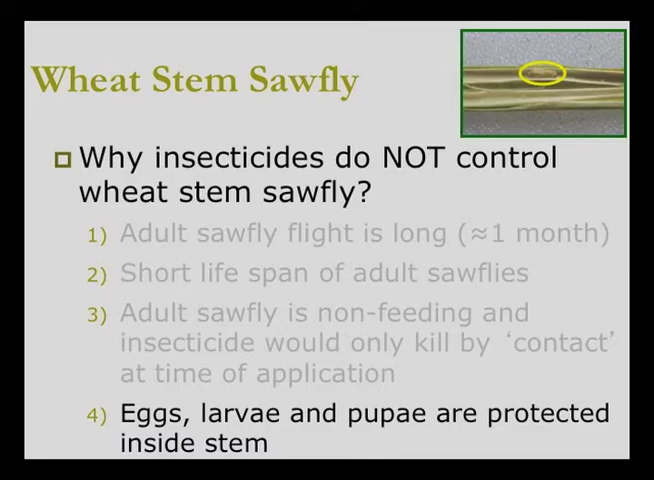 Wheat Stem Sawfly
Why insecticides do NOT control
wheat stem sawfly?
1) Adult sawfly flight is long (≈1 month)
2) Short life span of adult sawflies
3) Adult sawfly is non-feeding and
insecticide would only kill by ‘contact’
at time of application
4) Eggs, larvae and pupae are protected
inside stem